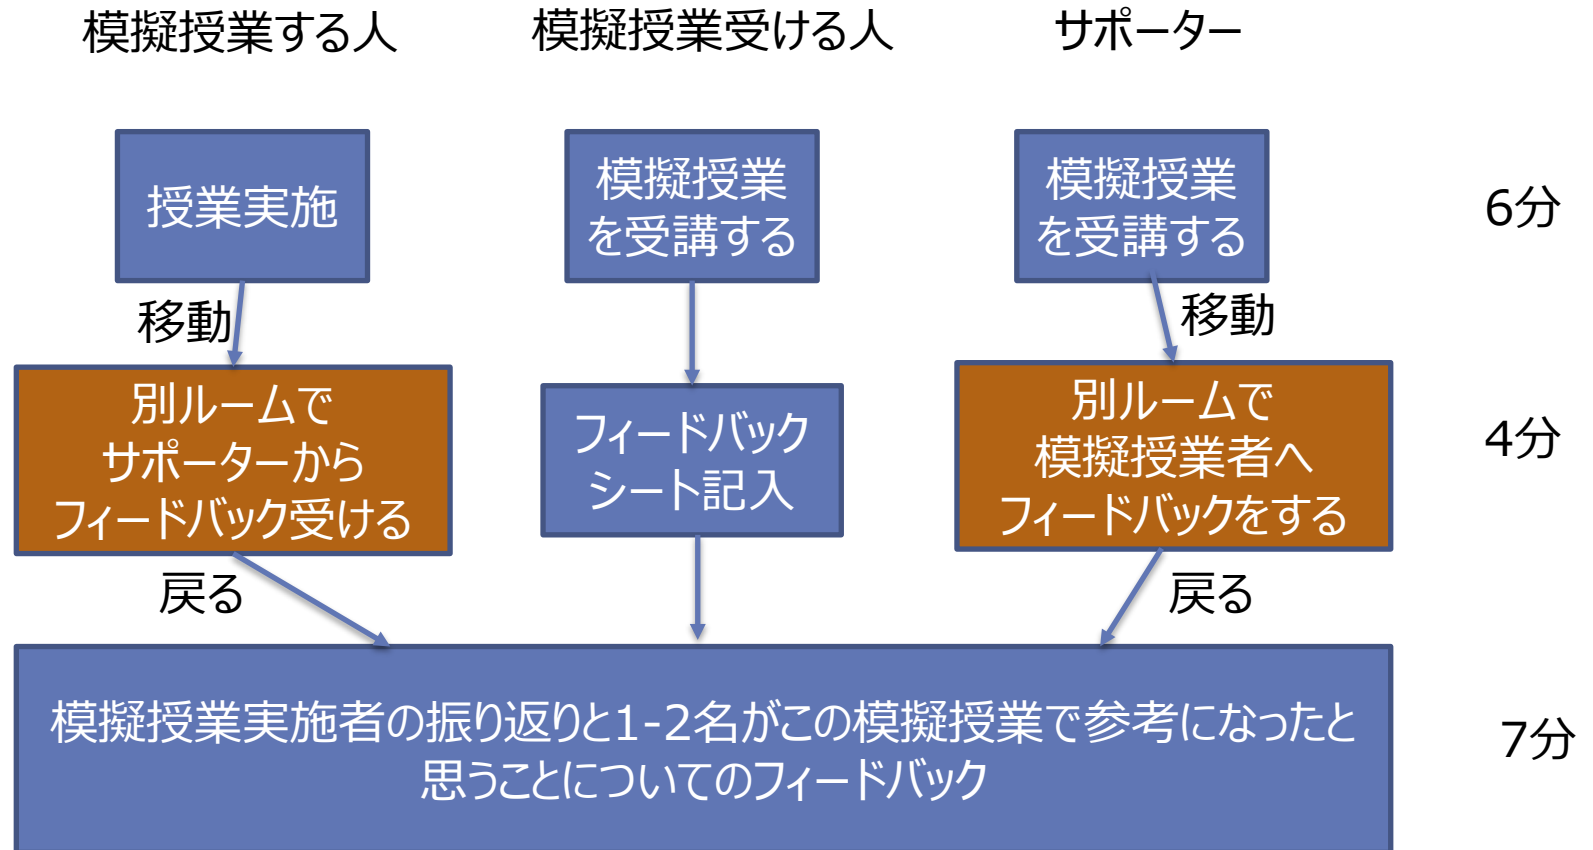 模擬授業する人
模擬授業受ける人
サポーター
授業実施
模擬授業
を受講する
模擬授業
を受講する
6分
移動
移動
別ルームで
サポーターから
フィードバック受ける
フィードバック
シート記入
別ルームで
模擬授業者へ
フィードバックをする
4分
戻る
戻る
模擬授業実施者の振り返りと1-2名がこの模擬授業で参考になったと
思うことについてのフィードバック
7分